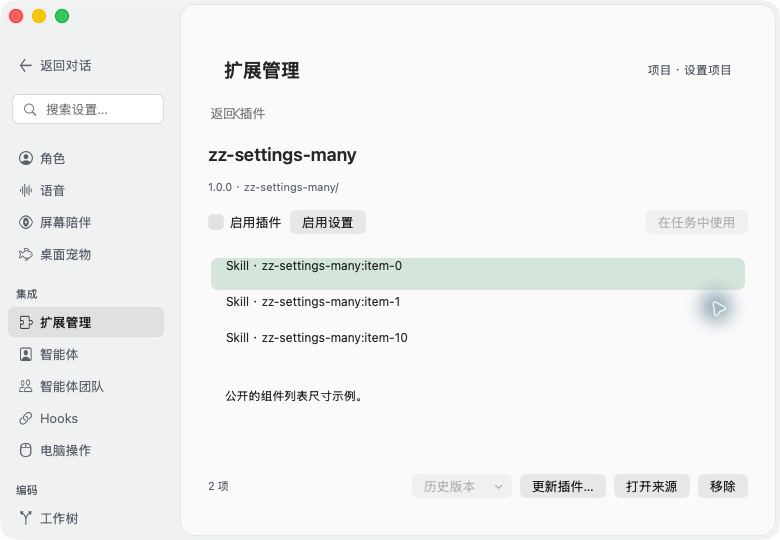 返回对话
搜索设置...
角色
语音
屏幕陪伴
桌面宠物
集成
扩展管理
智能体
智能体团队
Hooks
电脑操作
编码
工作树
扩展管理
项目 · 设置项目
返回插件
zz-settings-many
1.0.0 · zz-settings-many/
启用插件
启用设置
在任务中使用
Skill · zz-settings-many:item-0
Skill · zz-settings-many:item-1
Skill · zz-settings-many:item-10
公开的组件列表尺寸示例。
2 项
历史版本
更新插件...
打开来源
移除